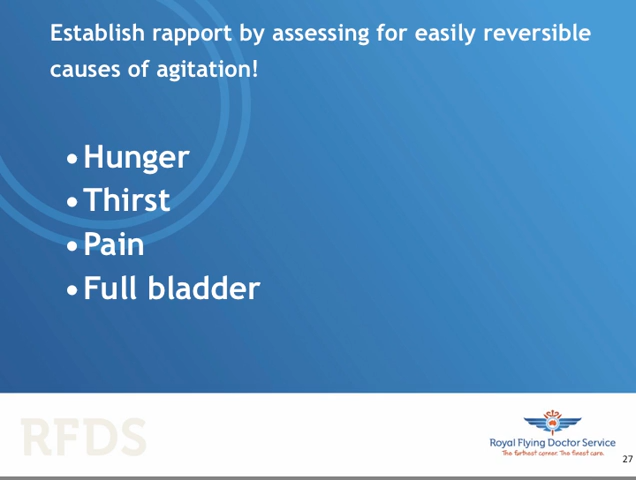 Establish rapport by assessing for easily reversible
causes of agitation!
• Hunger
• Thirst
• Pain
• Full bladder
RFDS
Royal Flying Doctor Service
The furthest corner. The finest care.
27